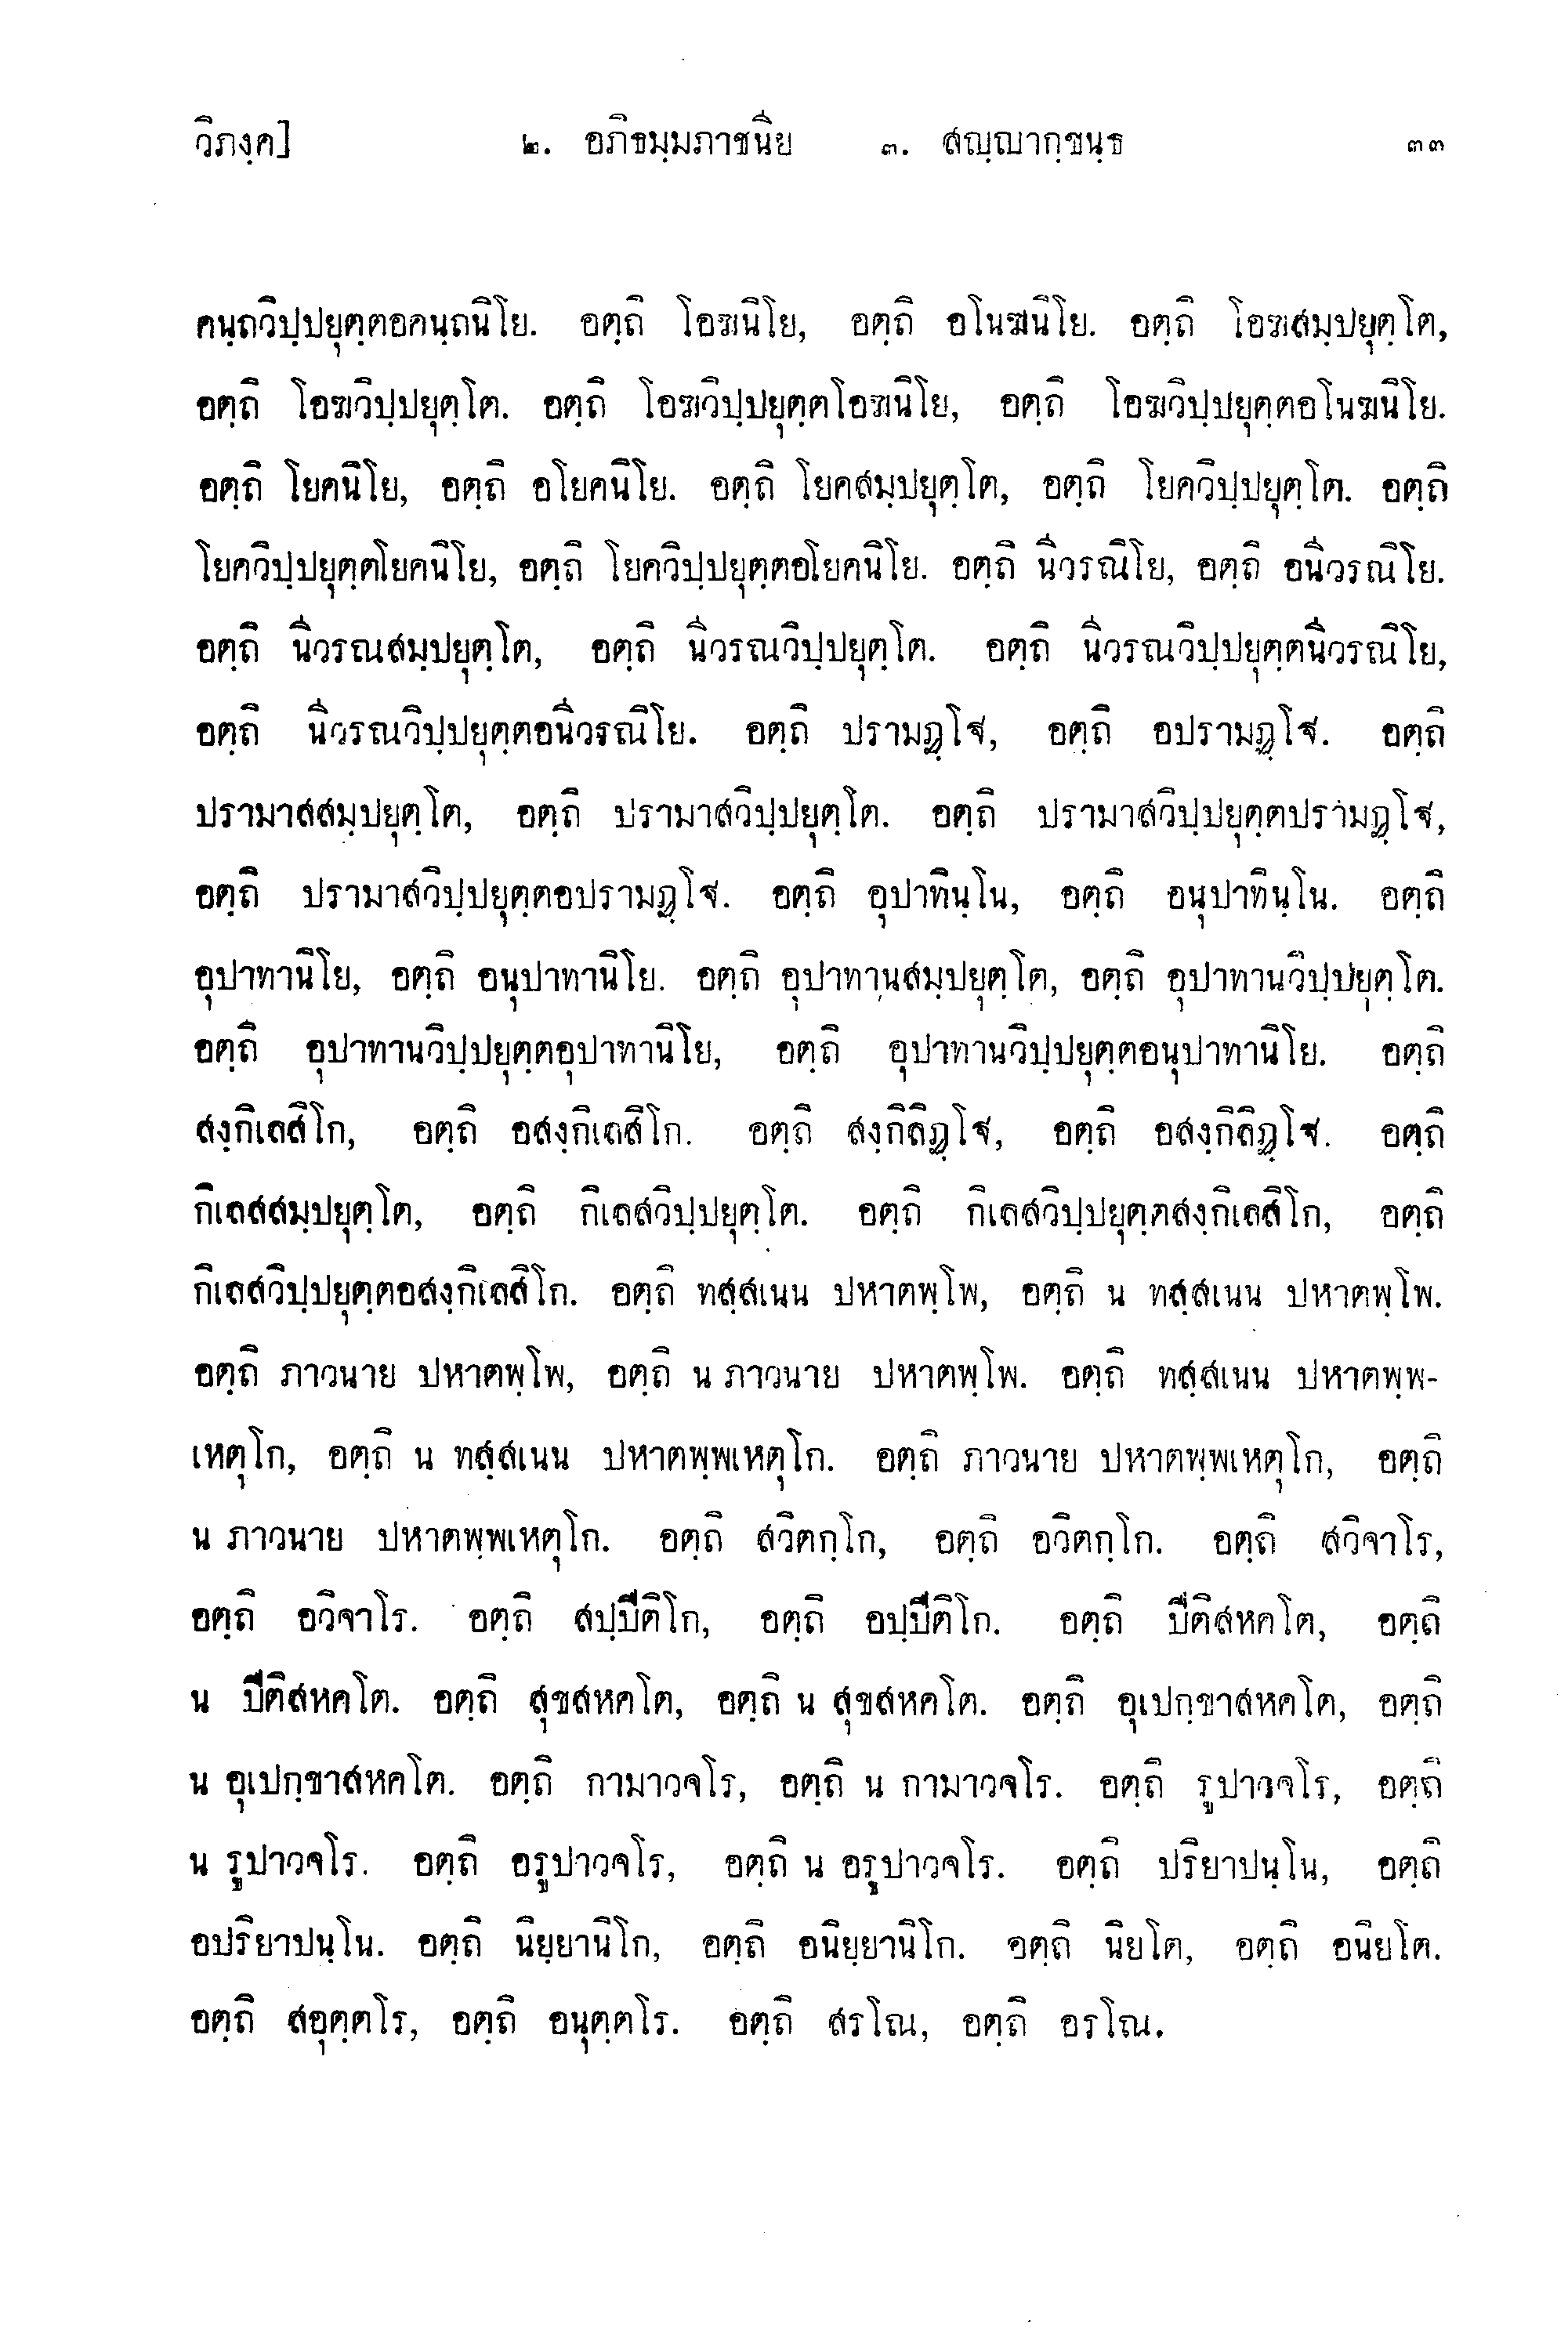 วิภงฺค]	๒. อภิธมฺมภาชนีย	๓. สญฺญากฺขนฺธ	๓๓
คนฺถวิปฺปยุตฺตอคนฺถนิโย. อตฺถิ โอฆนิโย, อตฺถิ อโนฆนิโย. อตฺถิ โอฆสมฺปยุตฺโต,
อตฺถิ โอฆวิปฺปยุตฺโต. อตฺถิ โอฆวิปฺปยุตฺตโอฆนิโย, อตฺถิ โอฆวิปฺปยุตฺตอโนฆนิโย.
อตฺถิ โยคนิโย, อตฺถิ อโยคนิโย. อตฺถิ โยคสมฺปยุตฺโต, อตฺถิ โยควิปฺปยุตฺโต. อตฺถิ
โยควิปฺปยุตฺตโยคนิโย, อตฺถิ โยควิปฺปยุตฺตอโยคนิโย. อตฺถิ นีวรณิโย, อตฺถิ อนีวรณิโย.
อตฺถิ นีวรณสมฺปยุตฺโต, อตฺถิ นีวรณวิปฺปยุตฺโต. อตฺถิ นีวรณวิปฺปยุตฺตนีวรณิโย,
อตฺถิ นีวรณวิปฺปยุตฺตอนีวรณิโย. อตฺถิ ปรามฏฺโฐ, อตฺถิ อปรามฏฺโฐ. อตฺถิ
ปรามาสสมฺปยุตฺโต, อตฺถิ ปรามาสวิปฺปยุตฺโต. อตฺถิ ปรามาสวิปฺปยุตฺตปรามฏฺโฐ,
อตฺถิ ปรามาสวิปฺปยุตฺตอปรามฏฺโฐ. อตฺถิ อุปาทินฺโน, อตฺถิ อนุปาทินฺโน. อตฺถิ
อุปาทานิโย, อตฺถิ อนุปาทานิโย. อตฺถิ อุปาทานสมฺปยุตฺโต, อตฺถิ อุปาทานวิปฺปยุตฺโต.
อตฺถิ อุปาทานวิปฺปยุตฺตอุปาทานิโย, อตฺถิ อุปาทานวิปฺปยุตฺตอนุปาทานิโย. อตฺถิ
สงฺกิเลสิโก, อตฺถิ อสงฺกิเลสิโก. อตฺถิ สงฺกิลิฏฺโฐ, อตฺถิ อสงฺกิลิฏฺโฐ. อตฺถิ
กิเลสสมฺปยุตฺโต, อตฺถิ กิเลสวิปฺปยุตฺโต. อตฺถิ กิเลสวิปฺปยุตฺตสงฺกิเลสิโก, อตฺถิ
กิเลสวิปฺปยุตฺตอสงฺกิเลสิโก. อตฺถิ ทสฺสเนน ปหาตพฺโพ, อตฺถิ น ทสฺสเนน ปหาตพฺโพ.
อตฺถิ ภาวนาย ปหาตพฺโพ, อตฺถิ น ภาวนาย ปหาตพฺโพ. อตฺถิ ทสฺสเนน ปหาตพฺพ-
เหตุโก, อตฺถิ น ทสฺสเนน ปหาตพฺพเหตุโก. อตฺถิ ภาวนาย ปหาตพฺพเหตุโก, อตฺถิ
น ภาวนาย ปหาตพฺพเหตุโก. อตฺถิ สวิตกฺโก, อตฺถิ อวิตกฺโก. อตฺถิ สวิจาโร,
อตฺถิ อวิจาโร. อตฺถิ สปฺปีติโก, อตฺถิ อปฺปีติโก. อตฺถิ ปีติสหคโต, อตฺถิ
น ปีติสหคโต. อตฺถิ สุขสหคโต, อตฺถิ น สุขสหคโต. อตฺถิ อุเปกฺขาสหคโต, อตฺถิ
น อุเปกฺขาสหคโต. อตฺถิ กามาวจโร, อตฺถิ น กามาวจโร. อตฺถิ รูปาวจโร, อตฺถิ
น รูปาวจโร. อตฺถิ อรูปาวจโร, อตฺถิ น อรูปาวจโร. อตฺถิ ปริยาปนฺโน, อตฺถิ
อปริยาปนฺโน. อตฺถิ นิยฺยานิโก, อตฺถิ อนิยฺยานิโก. อตฺถิ นิยโต, อตฺถิ อนิยโต.
อตฺถิ สอุตฺตโร, อตฺถิ อนุตฺตโร. อตฺถิ สรโณ, อตฺถิ อรโณ.